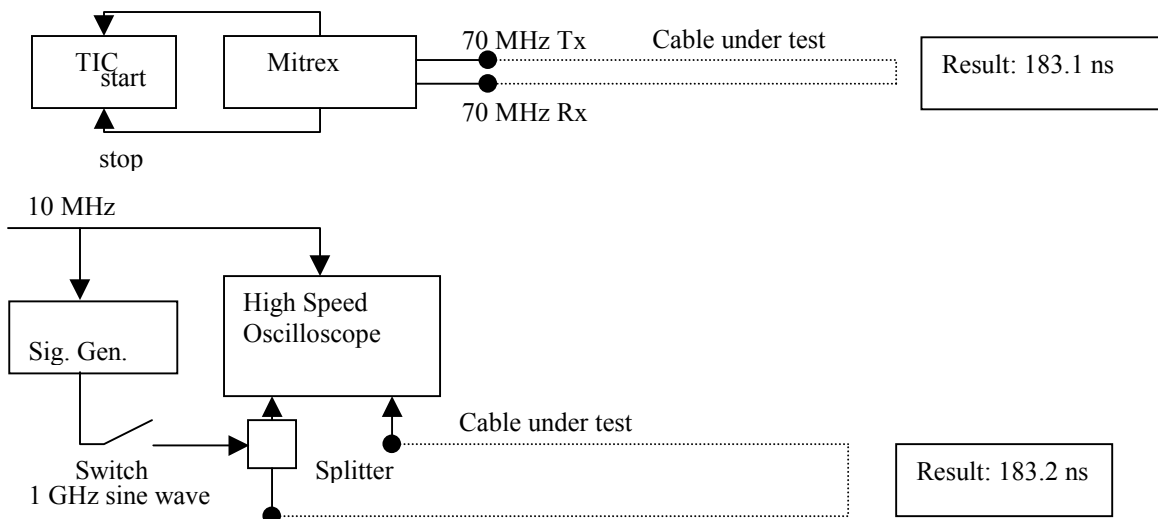 70 MHz Tx
Cable under test
TIC
start
Mitrex
Result: 183.1 ns
70 MHz Rx
stop
10 MHz
High Speed
Oscilloscope
Sig. Gen.
Cable under test
Switch
1 GHz sine wave
Splitter
Result: 183.2 ns